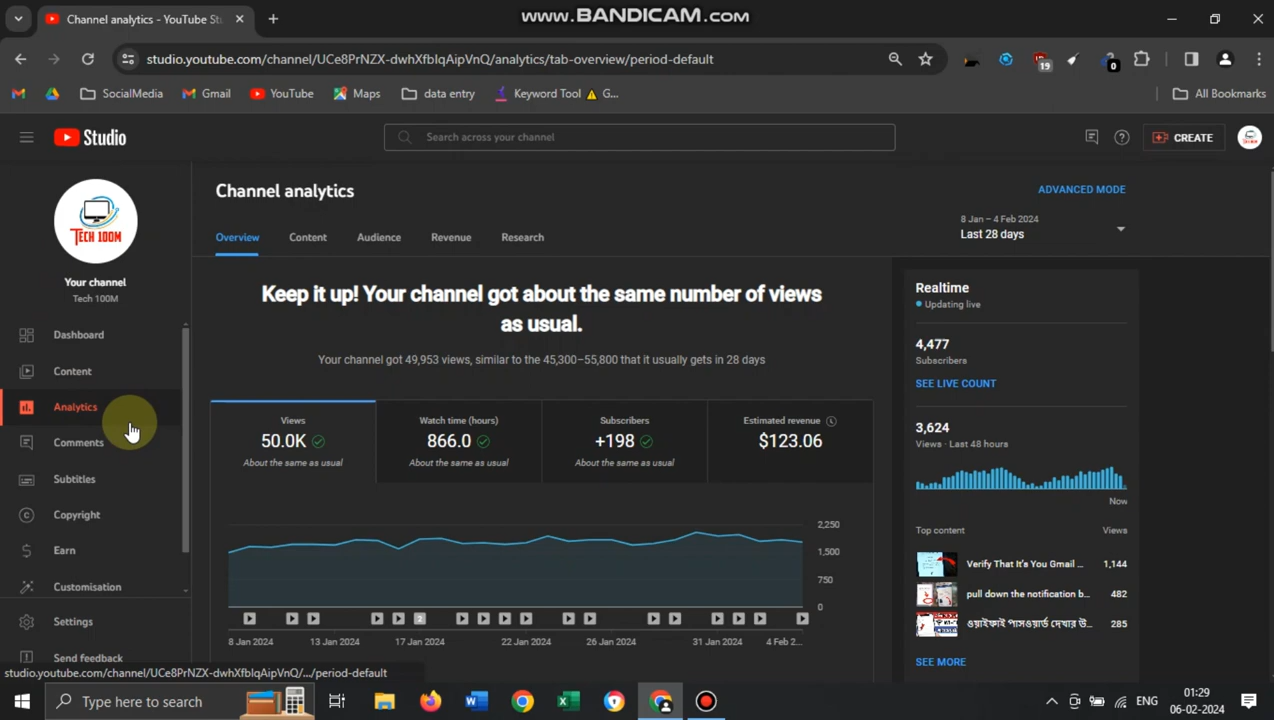 www.BANDICAM.com
Channel analytics - YouTube St
studio.youtube.com/channel/UCe8PrNZX-dwhXfbIqAipVnQ/analytics/tab-overview/period-default
19
0
SocialMedia
Gmail
YouTube
Maps
data entry
Keyword Tool ⚠ G...
All Bookmarks
Studio
Search across your channel
CREATE
TECH 100M
Your channel
Tech 100M
Dashboard
Content
Analytics
Comments
Subtitles
Copyright
Earn
Customisation
Settings
Send feedback
Channel analytics
ADVANCED MODE
8 Jan – 4 Feb 2024
Last 28 days
Overview
Content
Audience
Revenue
Research
Keep it up! Your channel got about the same number of views
as usual.
Your channel got 49,953 views, similar to the 45,300–55,800 that it usually gets in 28 days
Views
50.0K
About the same as usual
Watch time (hours)
866.0
About the same as usual
Subscribers
+198
About the same as usual
Estimated revenue
$123.06
2,250
1,500
750
0
2
8 Jan 2024
13 Jan 2024
17 Jan 2024
22 Jan 2024
26 Jan 2024
31 Jan 2024
4 Feb 2...
Realtime
Updating live
4,477
Subscribers
SEE LIVE COUNT
3,624
Views · Last 48 hours
Now
Top content
Views
Verify That It's You Gmail ...
1,144
pull down the notification b...
482
ওয়াইফাই পাসওয়ার্ড দেখার উ...
285
SEE MORE
studio.youtube.com/channel/UCe8PrNZX-dwhXfbIqAipVnQ/.../period-default
Type here to search
ENG
01:29
06-02-2024